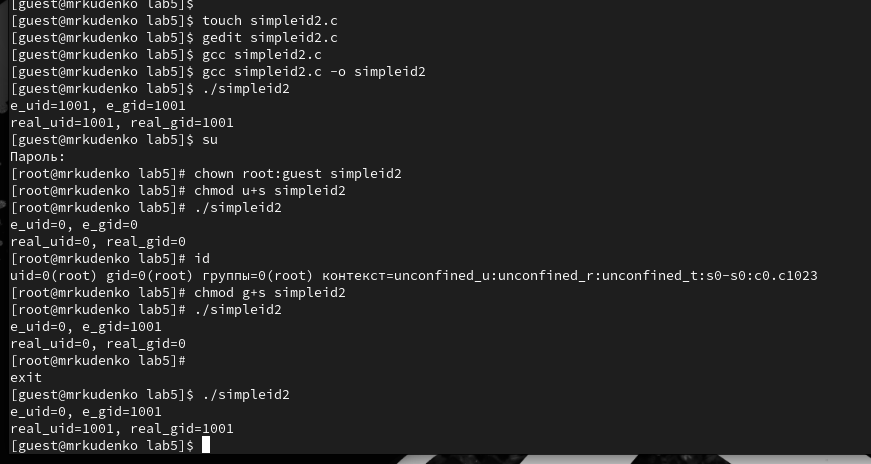 [guest@mrkudenko lab5]$
[guest@mrkudenko lab5]$ touch simpleid2.c
[guest@mrkudenko lab5]$ gedit simpleid2.c
[guest@mrkudenko lab5]$ gcc simpleid2.c
[guest@mrkudenko lab5]$ gcc simpleid2.c -o simpleid2
[guest@mrkudenko lab5]$ ./simpleid2
e_uid=1001, e_gid=1001
real_uid=1001, real_gid=1001
[guest@mrkudenko lab5]$ su
Пароль:
[root@mrkudenko lab5]# chown root:guest simpleid2
[root@mrkudenko lab5]# chmod u+s simpleid2
[root@mrkudenko lab5]# ./simpleid2
e_uid=0, e_gid=0
real_uid=0, real_gid=0
[root@mrkudenko lab5]# id
uid=0(root) gid=0(root) группы=0(root) контекст=unconfined_u:unconfined_r:unconfined_t:s0-s0:c0.c1023
[root@mrkudenko lab5]# chmod g+s simpleid2
[root@mrkudenko lab5]# ./simpleid2
e_uid=0, e_gid=1001
real_uid=0, real_gid=0
[root@mrkudenko lab5]#
exit
[guest@mrkudenko lab5]$ ./simpleid2
e_uid=0, e_gid=1001
real_uid=1001, real_gid=1001
[guest@mrkudenko lab5]$